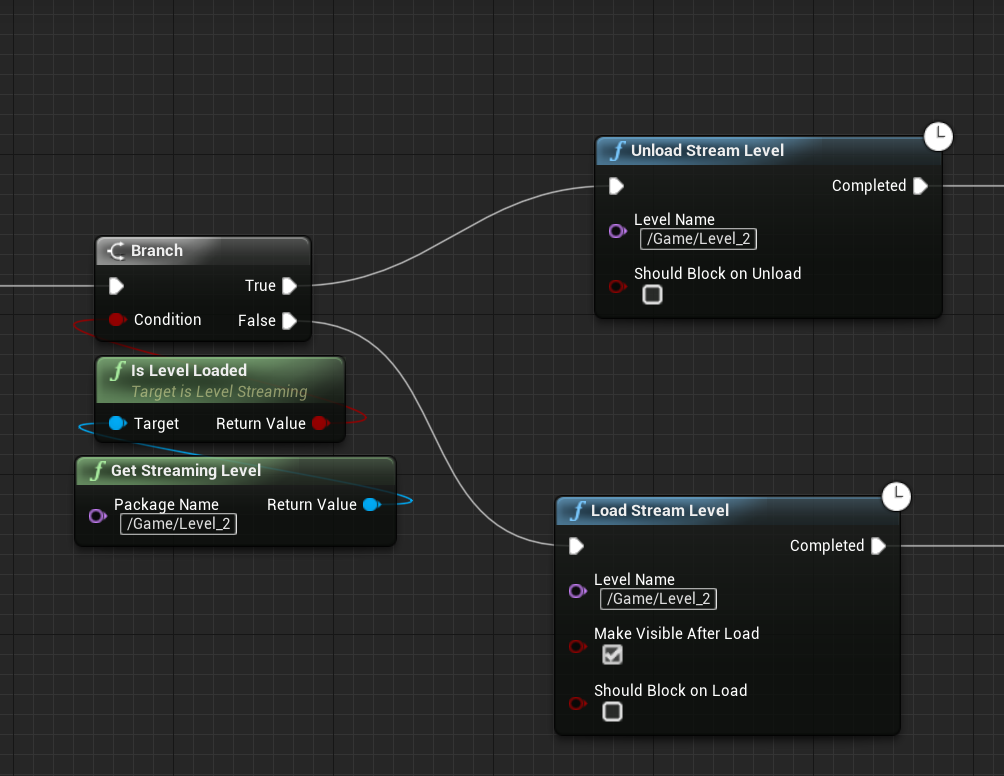 Unload Stream Level
Completed
Level Name
/Game/Level_2
Should Block on Unload
Branch
True
Condition
False
Is Level Loaded
Target is Level Streaming
Target
Return Value
Get Streaming Level
Package Name
Return Value
/Game/Level_2
Load Stream Level
Completed
Level Name
/Game/Level_2
Make Visible After Load
Should Block on Load